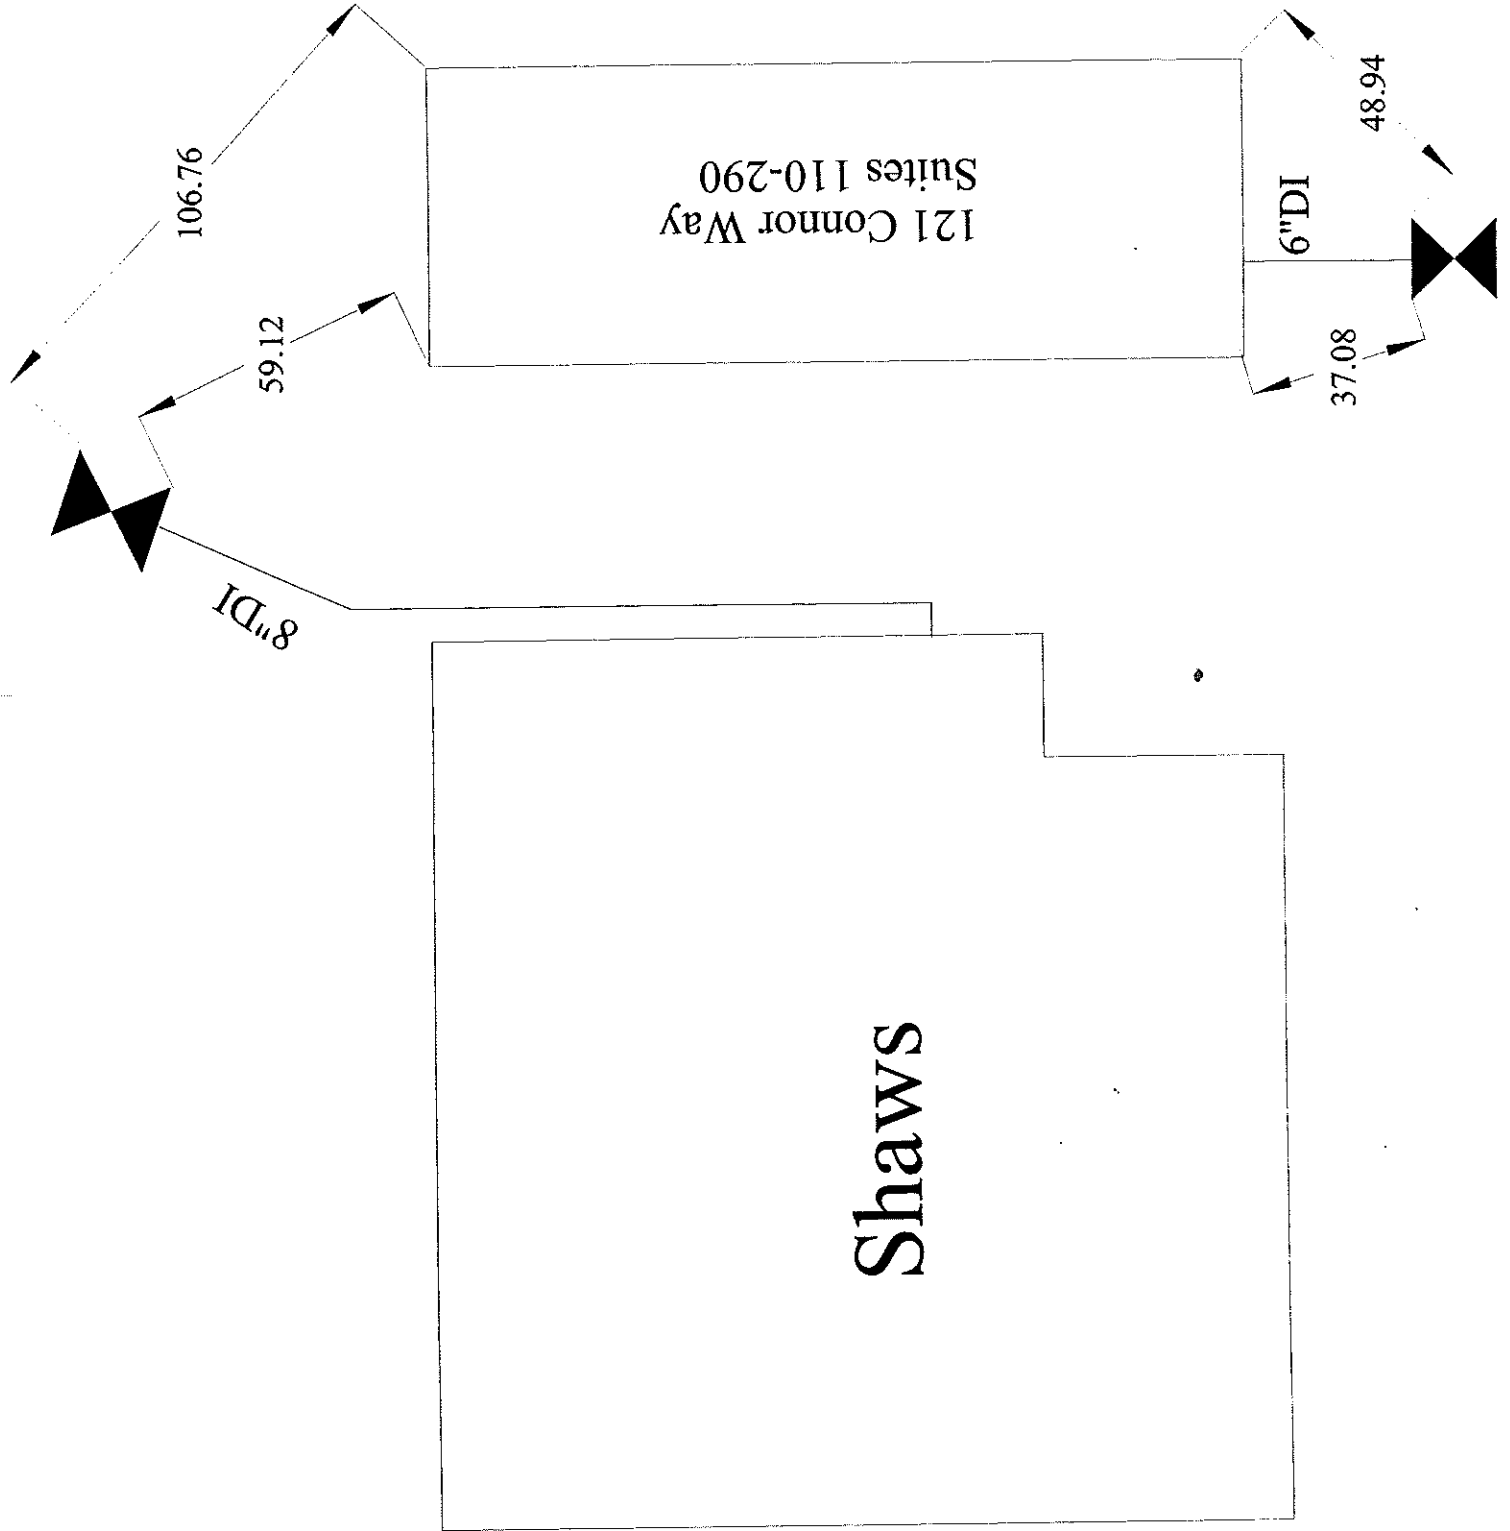 106.76
59.12
8"DI
121 Connor Way
Suites 110-290
48.94
6"DI
37.08
Shaws